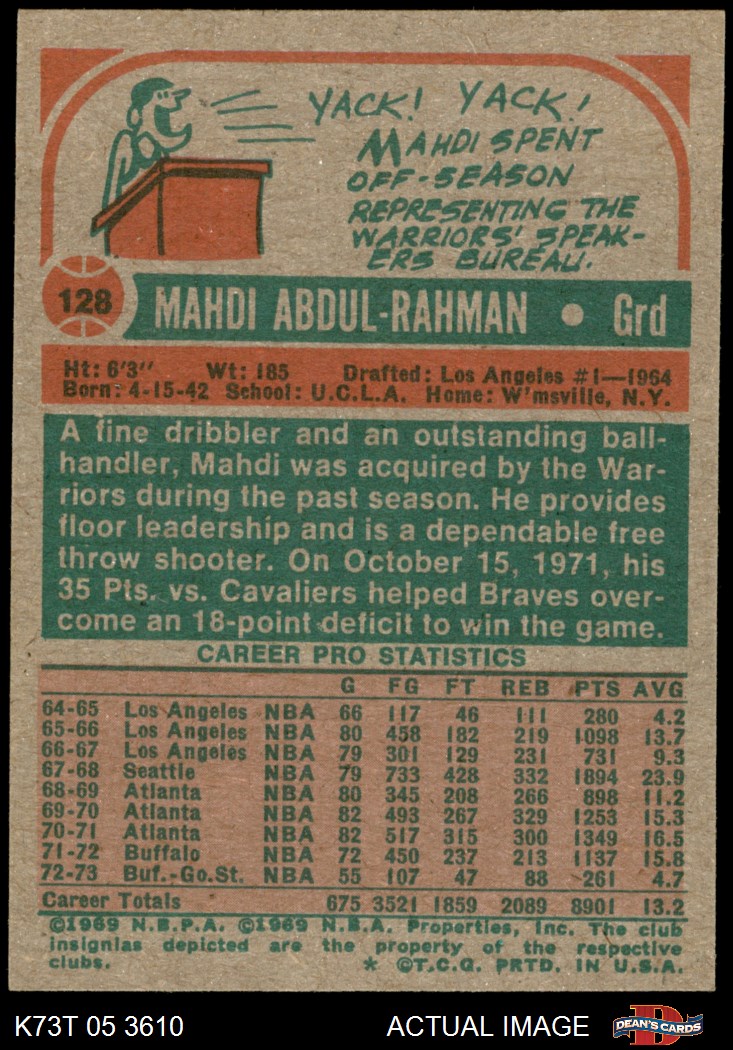 YACK! YACK!
MAHDI SPENT
OFF-SEASON
REPRESENTING THE
WARRIORS' SPEAK-
ERS BUREAU.
128 MAHDI ABDUL-RAHMAN • Grd
Ht: 6'3" Wt: 185 Drafted: Los Angeles #1—1964
Born: 4-15-42 School: U.C.L.A. Home: W'msville, N.Y.
A fine dribbler and an outstanding ball-
handler, Mahdi was acquired by the War-
riors during the past season. He provides
floor leadership and is a dependable free
throw shooter. On October 15, 1971, his
35 Pts. vs. Cavaliers helped Braves over-
come an 18-point deficit to win the game.
CAREER PRO STATISTICS
G FG FT REB PTS AVG
64-65 Los Angeles NBA 66 117 46 111 280 4.2
65-66 Los Angeles NBA 80 458 182 219 1098 13.7
66-67 Los Angeles NBA 79 301 129 231 731 9.3
67-68 Seattle NBA 79 733 428 332 1894 23.9
68-69 Atlanta NBA 80 345 208 266 898 11.2
69-70 Atlanta NBA 82 493 267 329 1253 15.3
70-71 Atlanta NBA 82 517 315 300 1349 16.5
71-72 Buffalo NBA 72 450 237 213 1137 15.8
72-73 Buf.-Go.St. NBA 55 107 47 88 261 4.7
Career Totals 675 3521 1859 2089 8901 13.2
©1969 N.B.P.A. ©1969 N.B.A. Properties, Inc. The club
insignias depicted are the property of the respective
clubs. * ©T.C.G. PRTD. IN U.S.A.
K73T 05 3610 ACTUAL IMAGE D DEAN'S CARDS